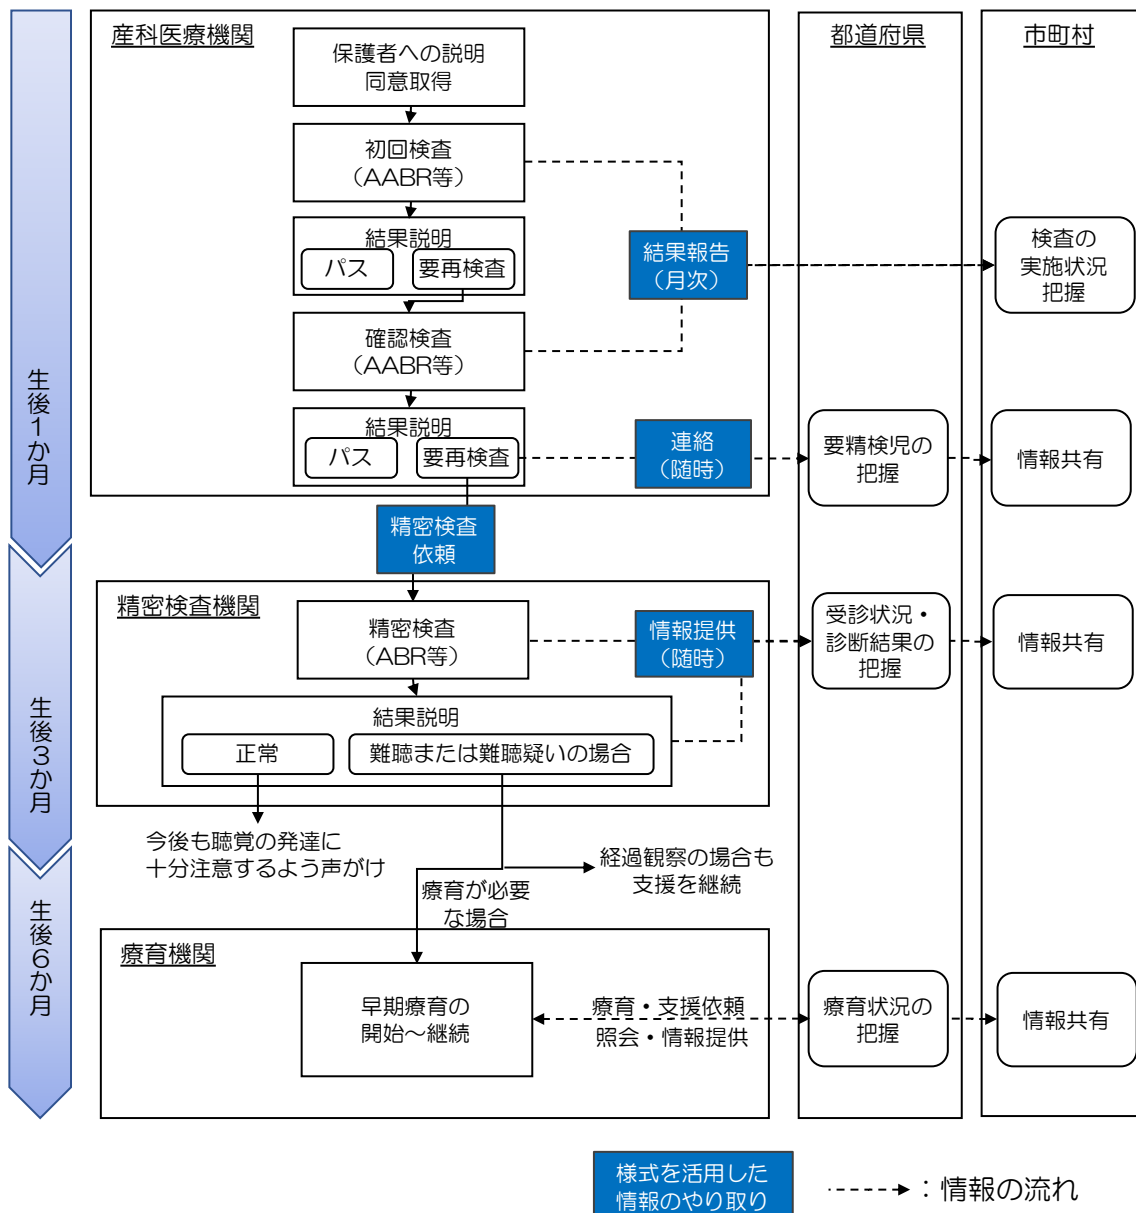 産科医療機関
都道府県
市町村
保護者への説明
同意取得
初回検査
（AABR等）
結果説明
パス
要再検査
結果報告
（月次）
検査の
実施状況
把握
確認検査
（AABR等）
結果説明
パス
要再検査
連絡
（随時）
要精検児の
把握
情報共有
生後1か月
精密検査
依頼
精密検査機関
精密検査
（ABR等）
情報提供
（随時）
受診状況・
診断結果の
把握
情報共有
結果説明
正常
難聴または難聴疑いの場合
生後3か月
今後も聴覚の発達に
十分注意するよう声がけ
経過観察の場合も
支援を継続
療育が必要
な場合
生後6か月
療育機関
早期療育の
開始～継続
療育・支援依頼
照会・情報提供
療育状況の
把握
情報共有
様式を活用した
情報のやり取り
：情報の流れ